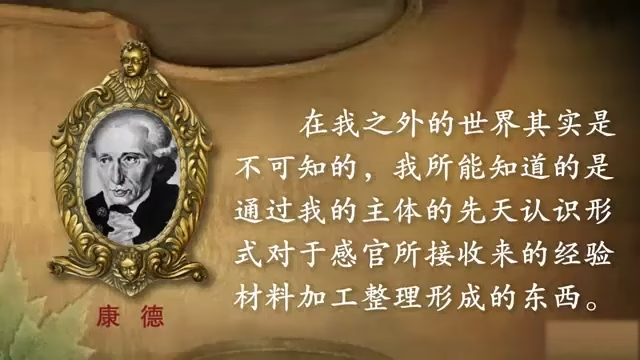 在我之外的世界其实是
不可知的，我所能知道的是
通过我的主体的先天认识形
式对于感官所接收来的经验
材料加工整理形成的东西。
康 德